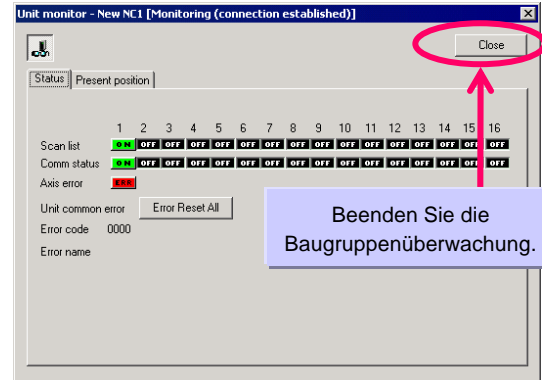 Unit monitor - New NC1 [Monitoring (connection established)]
Close
Status Present position
1 2 3 4 5 6 7 8 9 10 11 12 13 14 15 16
Scan list ON OFF OFF OFF OFF OFF OFF OFF OFF OFF OFF OFF OFF OFF OFF OFF
Comm status ON OFF OFF OFF OFF OFF OFF OFF OFF OFF OFF OFF OFF OFF OFF OFF
Axis error ERR
Unit common error Error Reset All
Error code 0000
Error name
Beenden Sie die
Baugruppenüberwachung.